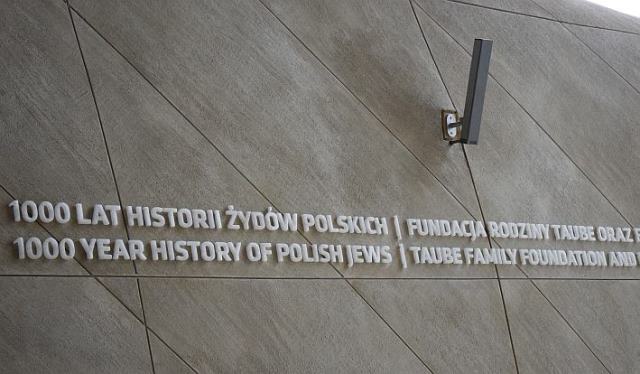 1000 LAT HISTORII ŻYDÓW POLSKICH | FUNDACJA RODZINY TAUBE ORAZ
1000 YEAR HISTORY OF POLISH JEWS | TAUBE FAMILY FOUNDATION AND